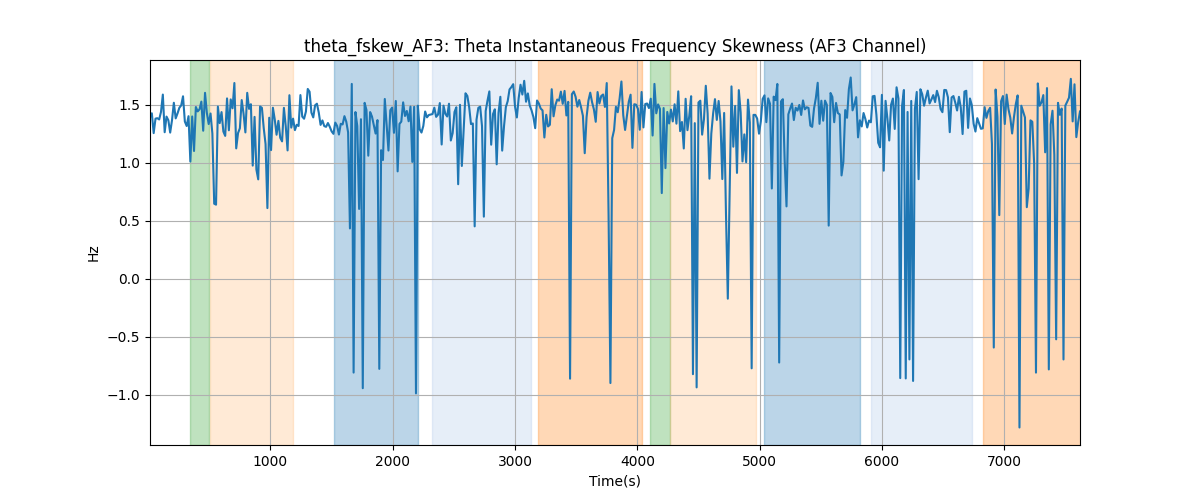 theta_fskew_AF3: Theta Instantaneous Frequency Skewness (AF3 Channel)
1.5
1.0
0.5
0.0
−0.5
−1.0
Hz
1000 2000 3000 4000 5000 6000 7000
Time(s)